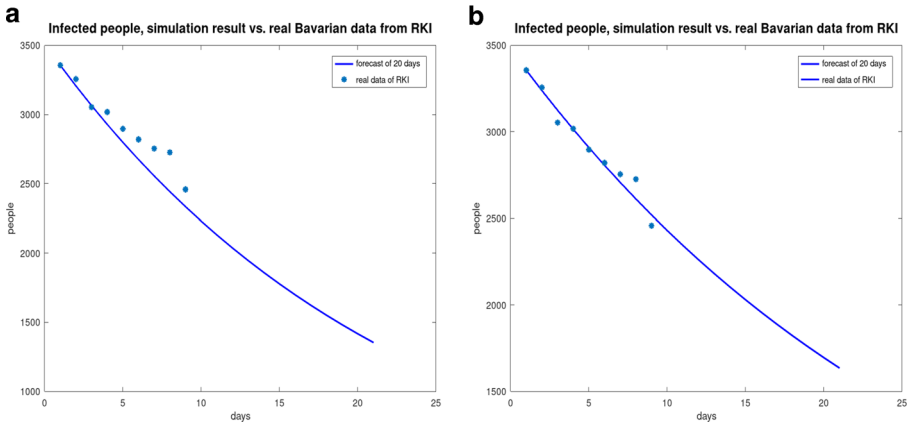 a
Infected people, simulation result vs. real Bavarian data from RKI
3500
3000
2500
2000
1500
1000
people
0
5
10
15
20
25
days
forecast of 20 days
real data of RKI
b
Infected people, simulation result vs. real Bavarian data from RKI
3500
3000
2500
2000
1500
people
0
5
10
15
20
25
days
forecast of 20 days
real data of RKI